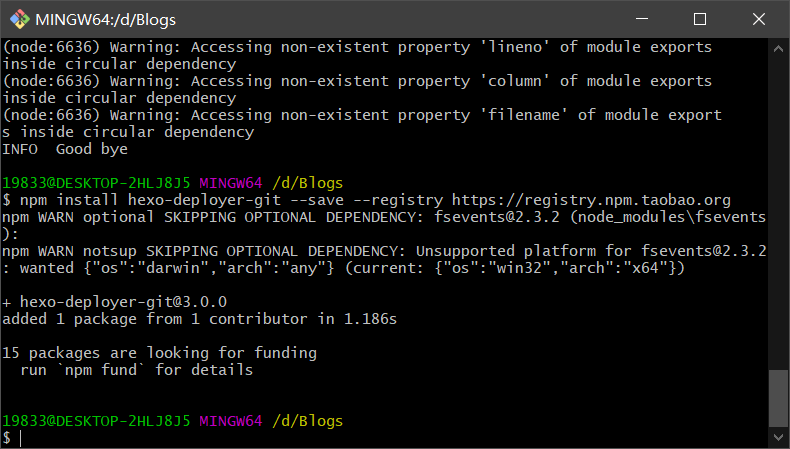 MINGW64:/d/Blogs
(node:6636) Warning: Accessing non-existent property 'lineno' of module exports
inside circular dependency
(node:6636) Warning: Accessing non-existent property 'column' of module exports
inside circular dependency
(node:6636) Warning: Accessing non-existent property 'filename' of module export
s inside circular dependency
INFO  Good bye
19833@DESKTOP-2HLJ8J5 MINGW64 /d/Blogs
$ npm install hexo-deployer-git --save --registry https://registry.npm.taobao.org
npm WARN optional SKIPPING OPTIONAL DEPENDENCY: fsevents@2.3.2 (node_modules\fsevents
):
npm WARN notsup SKIPPING OPTIONAL DEPENDENCY: Unsupported platform for fsevents@2.3.2
: wanted {"os":"darwin","arch":"any"} (current: {"os":"win32","arch":"x64"})
+ hexo-deployer-git@3.0.0
added 1 package from 1 contributor in 1.186s
15 packages are looking for funding
  run `npm fund` for details
19833@DESKTOP-2HLJ8J5 MINGW64 /d/Blogs
$